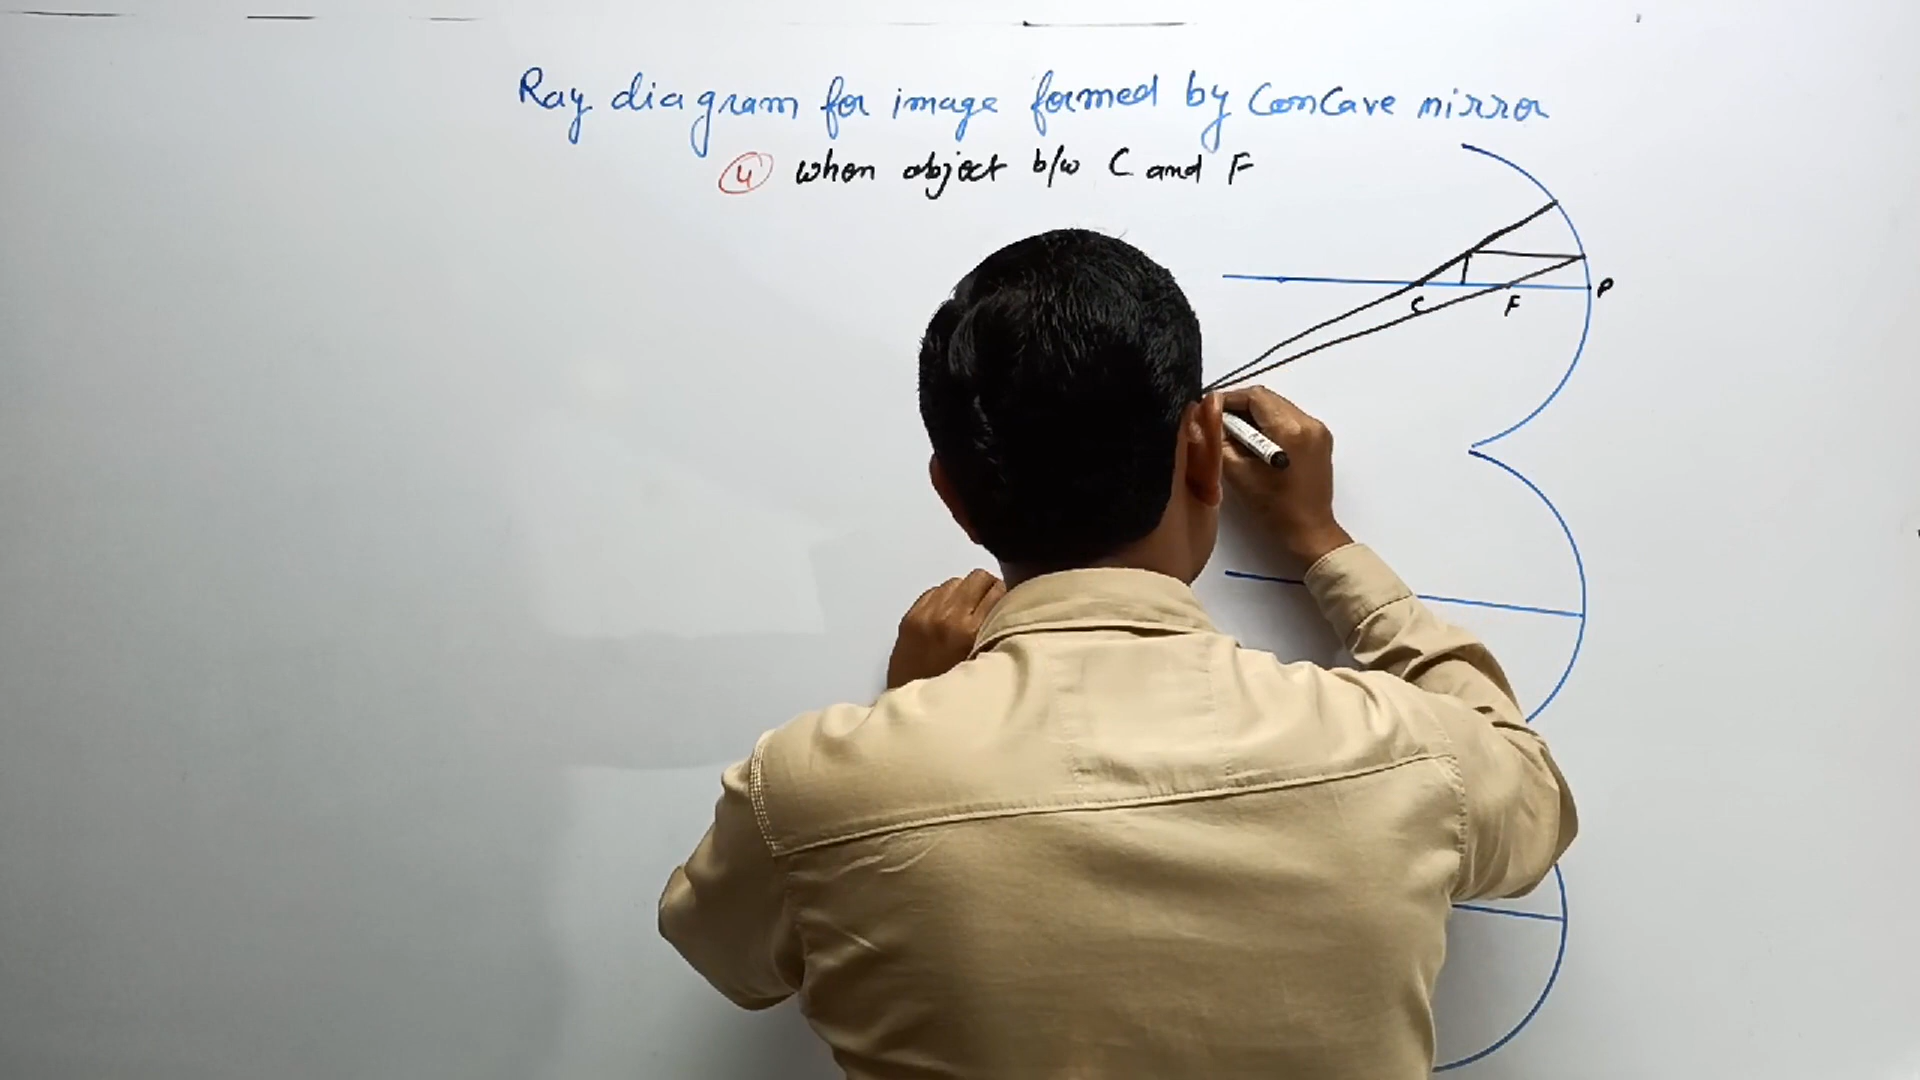 Ray diagram for image formed by Concave mirror
4 when object b/w C and F
P
C F